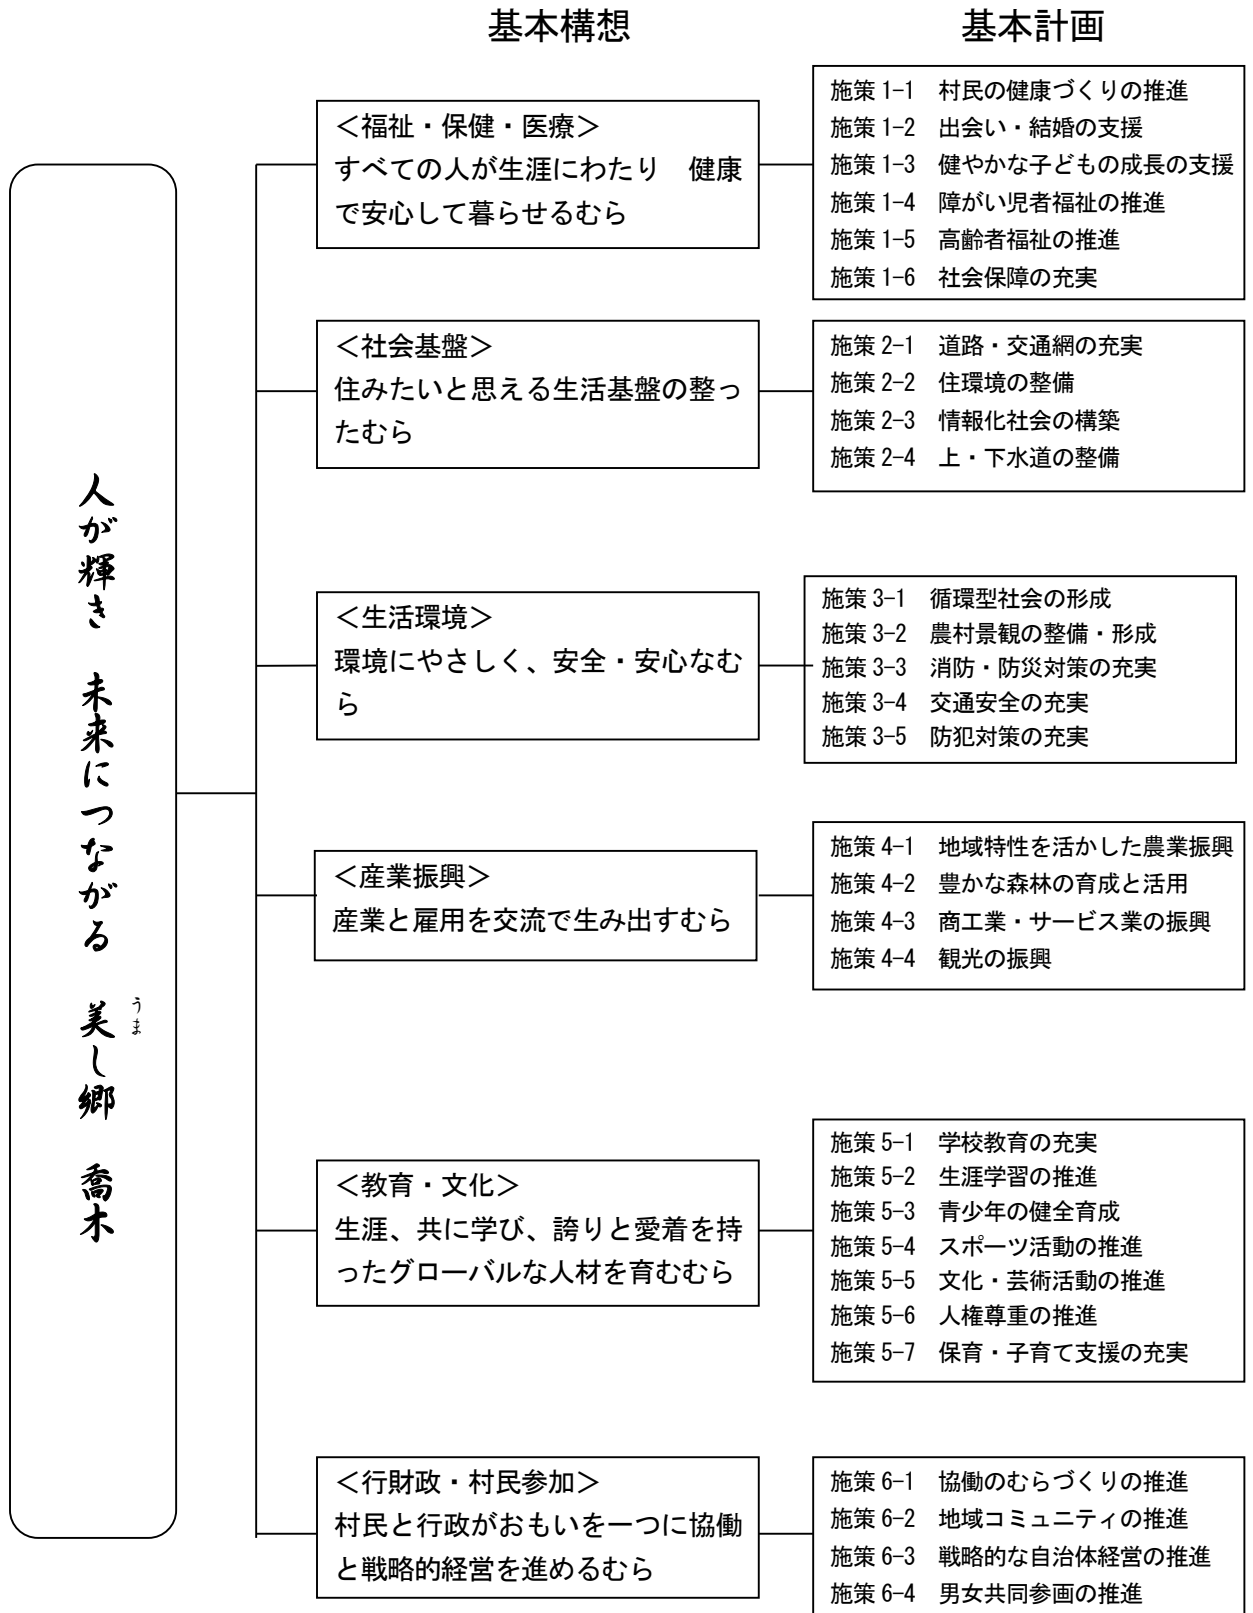 基本構想
基本計画
人が輝き　未来につながる　美し郷　喬木
うま
＜福祉・保健・医療＞
すべての人が生涯にわたり　健康
で安心して暮らせるむら
施策 1-1　村民の健康づくりの推進
施策 1-2　出会い・結婚の支援
施策 1-3　健やかな子どもの成長の支援
施策 1-4　障がい児者福祉の推進
施策 1-5　高齢者福祉の推進
施策 1-6　社会保障の充実
＜社会基盤＞
住みたいと思える生活基盤の整っ
たむら
施策 2-1　道路・交通網の充実
施策 2-2　住環境の整備
施策 2-3　情報化社会の構築
施策 2-4　上・下水道の整備
＜生活環境＞
環境にやさしく、安全・安心なむ
ら
施策 3-1　循環型社会の形成
施策 3-2　農村景観の整備・形成
施策 3-3　消防・防災対策の充実
施策 3-4　交通安全の充実
施策 3-5　防犯対策の充実
＜産業振興＞
産業と雇用を交流で生み出すむら
施策 4-1　地域特性を活かした農業振興
施策 4-2　豊かな森林の育成と活用
施策 4-3　商工業・サービス業の振興
施策 4-4　観光の振興
＜教育・文化＞
生涯、共に学び、誇りと愛着を持
ったグローバルな人材を育むむら
施策 5-1　学校教育の充実
施策 5-2　生涯学習の推進
施策 5-3　青少年の健全育成
施策 5-4　スポーツ活動の推進
施策 5-5　文化・芸術活動の推進
施策 5-6　人権尊重の推進
施策 5-7　保育・子育て支援の充実
＜行財政・村民参加＞
村民と行政がおもいを一つに協働
と戦略的経営を進めるむら
施策 6-1　協働のむらづくりの推進
施策 6-2　地域コミュニティの推進
施策 6-3　戦略的な自治体経営の推進
施策 6-4　男女共同参画の推進